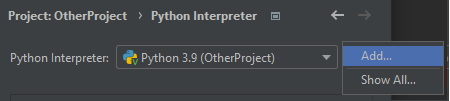 Project: OtherProject › Python Interpreter
Python Interpreter: Python 3.9 (OtherProject) Add...
Show All...